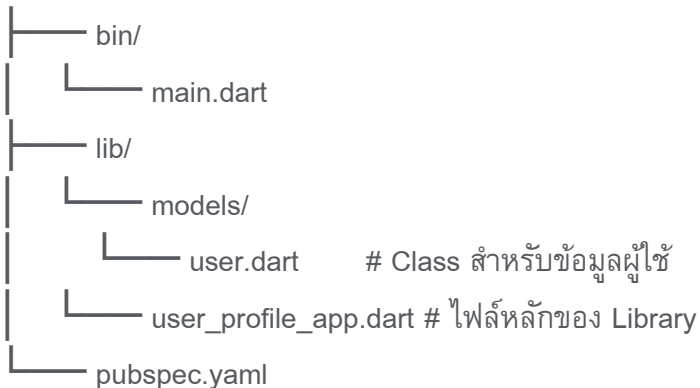 ├── bin/
│   └── main.dart
├── lib/
│   └── models/
│       └── user.dart # Class สำหรับข้อมูลผู้ใช้
│   └── user_profile_app.dart # ไฟล์หลักของ Library
└── pubspec.yaml